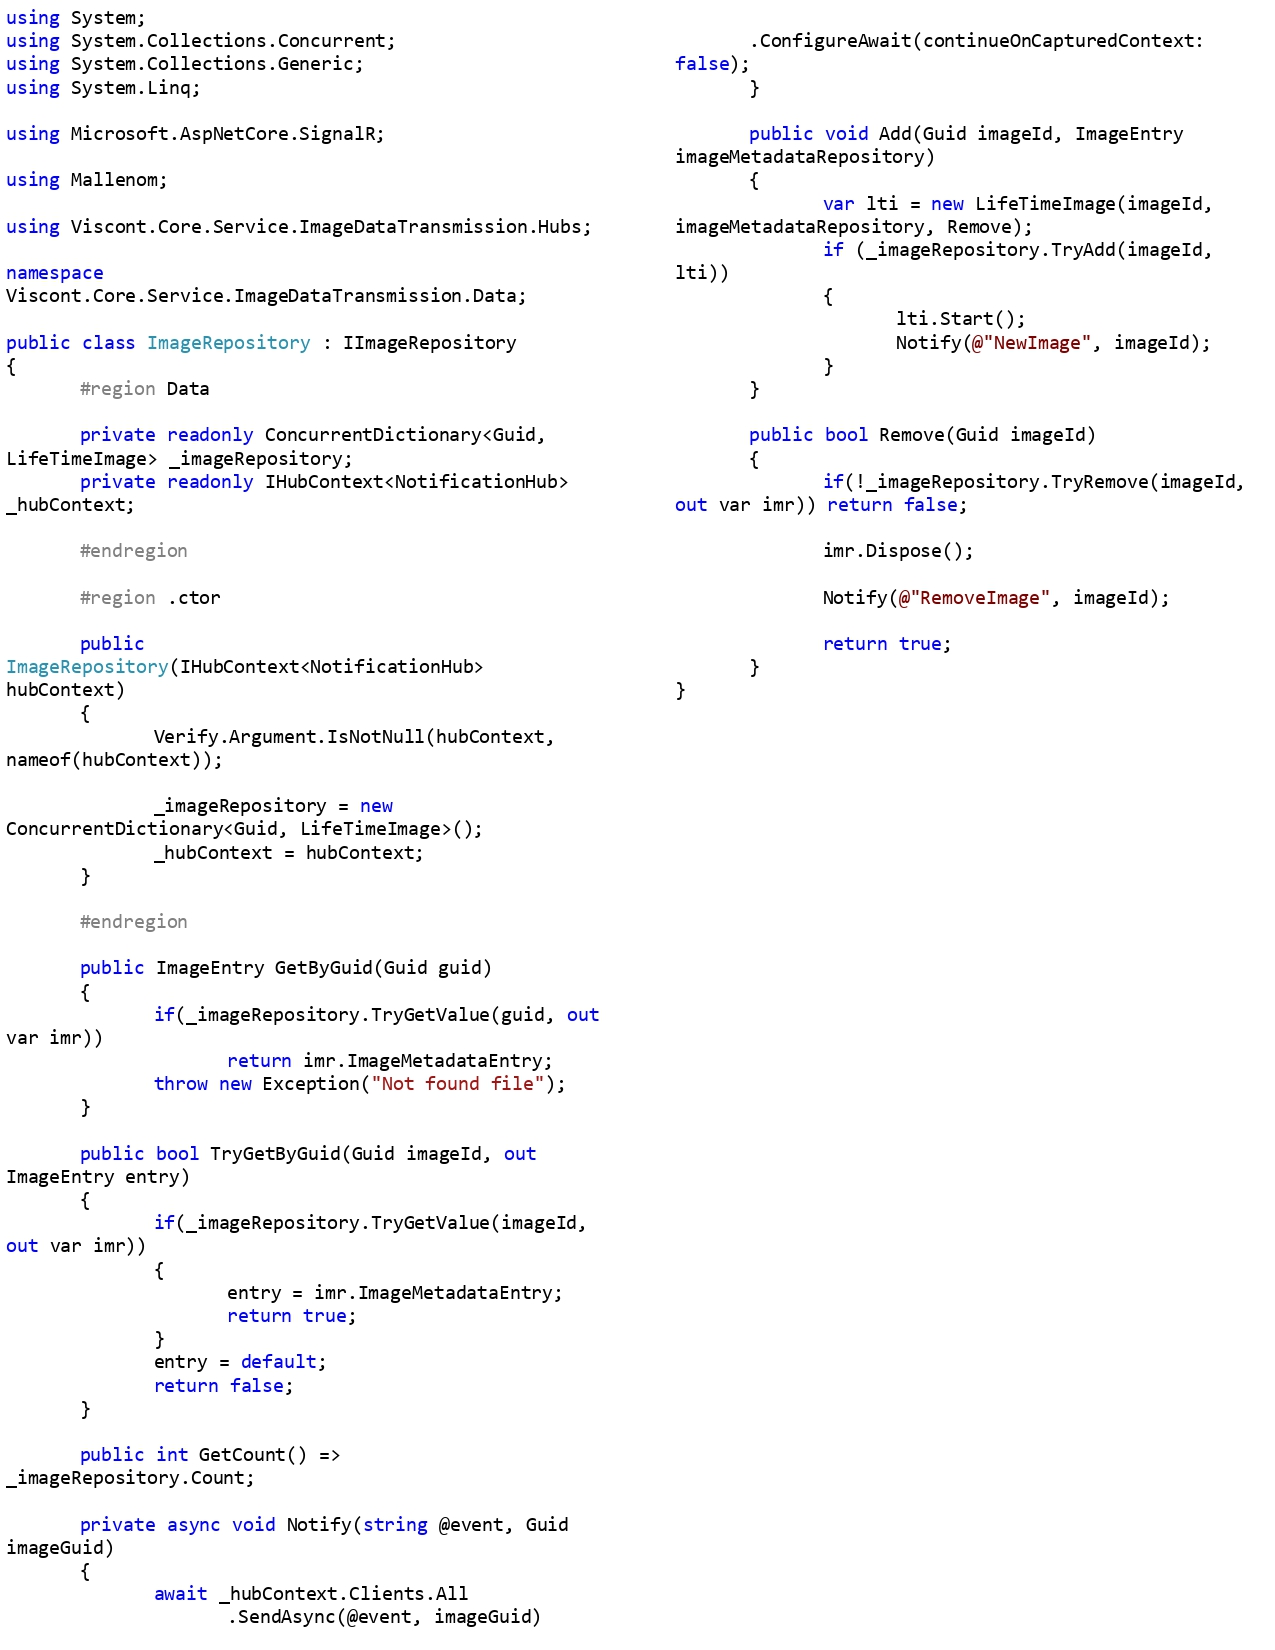 using System;
using System.Collections.Concurrent;
using System.Collections.Generic;
using System.Linq;
using Microsoft.AspNetCore.SignalR;
using Mallenom;
using Viscont.Core.Service.ImageDataTransmission.Hubs;
namespace
Viscont.Core.Service.ImageDataTransmission.Data;
public class ImageRepository : IImageRepository
{
#region Data
private readonly ConcurrentDictionary<Guid,
LifeTimeImage> _imageRepository;
private readonly IHubContext<NotificationHub>
_hubContext;
#endregion
#region .ctor
public
ImageRepository(IHubContext<NotificationHub>
hubContext)
{
Verify.Argument.IsNotNull(hubContext,
nameof(hubContext));
_imageRepository = new
ConcurrentDictionary<Guid, LifeTimeImage>();
_hubContext = hubContext;
}
#endregion
public ImageEntry GetByGuid(Guid guid)
{
if(_imageRepository.TryGetValue(guid, out
var imr))
return imr.ImageMetadataEntry;
throw new Exception("Not found file");
}
public bool TryGetByGuid(Guid imageId, out
ImageEntry entry)
{
if(_imageRepository.TryGetValue(imageId,
out var imr))
{
entry = imr.ImageMetadataEntry;
return true;
}
entry = default;
return false;
}
public int GetCount() =>
_imageRepository.Count;
private async void Notify(string @event, Guid
imageGuid)
{
await _hubContext.Clients.All
.SendAsync(@event, imageGuid)
.ConfigureAwait(continueOnCapturedContext:
false);
}
public void Add(Guid imageId, ImageEntry
imageMetadataRepository)
{
var lti = new LifeTimeImage(imageId,
imageMetadataRepository, Remove);
if (_imageRepository.TryAdd(imageId,
lti))
{
lti.Start();
Notify(@"NewImage", imageId);
}
}
public bool Remove(Guid imageId)
{
if(!_imageRepository.TryRemove(imageId,
out var imr)) return false;
imr.Dispose();
Notify(@"RemoveImage", imageId);
return true;
}
}